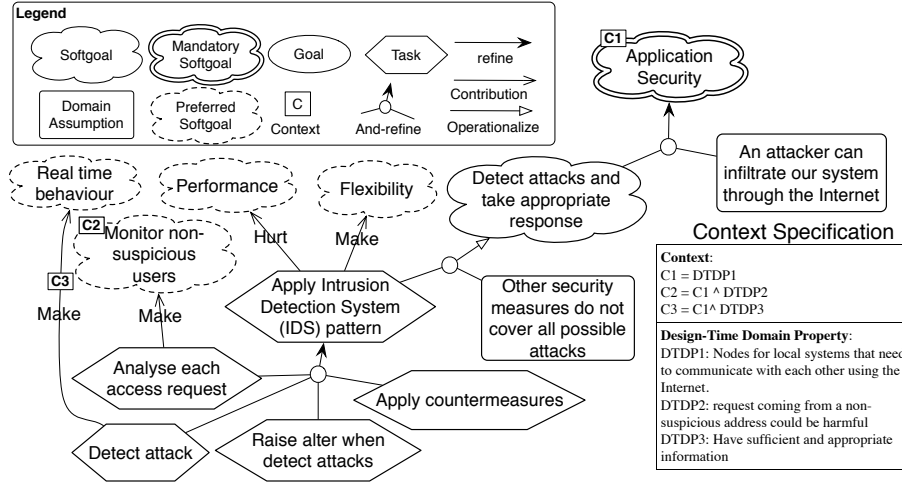 Legend
Softgoal
Mandatory
Softgoal
Goal
Task
refine
Contribution
Domain
Assumption
Preferred
Softgoal
C
Context
And-refine
Operationalize
C1
Application
Security
Real time
behaviour
Performance
Flexibility
Detect attacks and
take appropriate
response
An attacker can
infiltrate our system
through the Internet
C2
Monitor non-
suspicious
users
Hurt
Make
C3
Make
Make
Apply Intrusion
Detection System
(IDS) pattern
Other security
measures do not
cover all possible
attacks
Analyse each
access request
Apply countermeasures
Detect attack
Raise alter when
detect attacks
Context Specification
Context:
C1 = DTDP1
C2 = C1 ^ DTDP2
C3 = C1^ DTDP3
Design-Time Domain Property:
DTDP1: Nodes for local systems that need
to communicate with each other using the
Internet.
DTDP2: request coming from a non-
suspicious address could be harmful
DTDP3: Have sufficient and appropriate
information